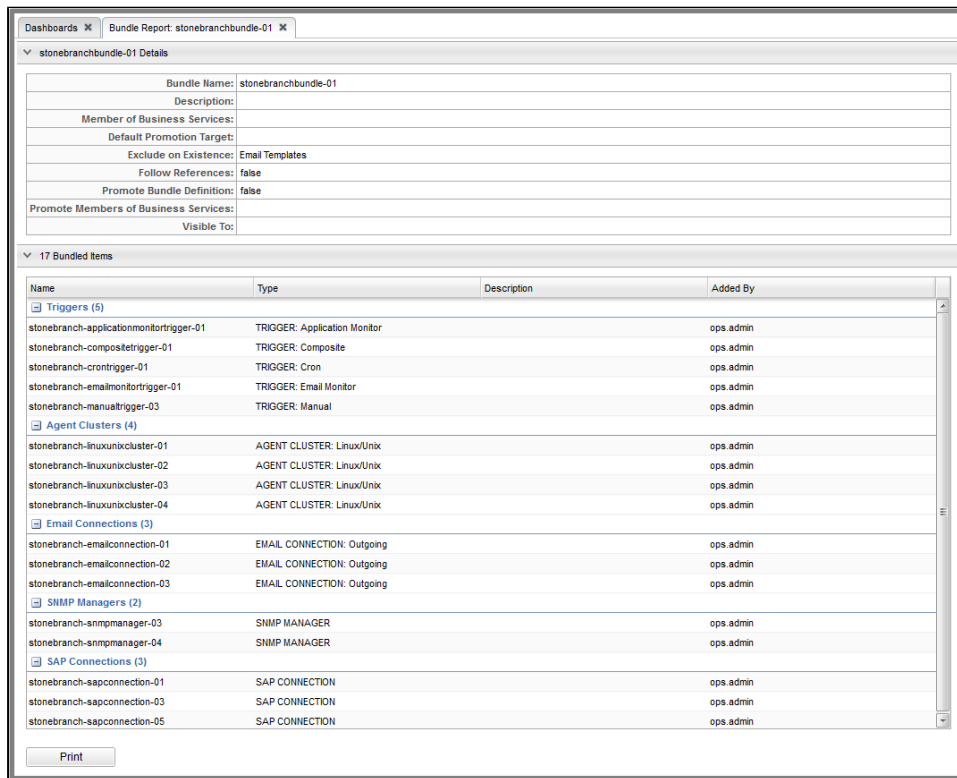 Dashboards
Bundle Report: stonebranchbundle-01
stonebranchbundle-01 Details
Bundle Name: stonebranchbundle-01
Description:
Member of Business Services:
Default Promotion Target:
Exclude on Existence: Email Templates
Follow References: false
Promote Bundle Definition: false
Promote Members of Business Services:
Visible To:
17 Bundled Items
Name Type Description Added By
Triggers (5)
stonebranch-applicationmonitortrigger-01 TRIGGER: Application Monitor ops.admin
stonebranch-compositetrigger-01 TRIGGER: Composite ops.admin
stonebranch-crontrigger-01 TRIGGER: Cron ops.admin
stonebranch-emailmonitortrigger-01 TRIGGER: Email Monitor ops.admin
stonebranch-manualtrigger-03 TRIGGER: Manual ops.admin
Agent Clusters (4)
stonebranch-linuxunixcluster-01 AGENT CLUSTER: Linux/Unix ops.admin
stonebranch-linuxunixcluster-02 AGENT CLUSTER: Linux/Unix ops.admin
stonebranch-linuxunixcluster-03 AGENT CLUSTER: Linux/Unix ops.admin
stonebranch-linuxunixcluster-04 AGENT CLUSTER: Linux/Unix ops.admin
Email Connections (3)
stonebranch-emailconnection-01 EMAIL CONNECTION: Outgoing ops.admin
stonebranch-emailconnection-02 EMAIL CONNECTION: Outgoing ops.admin
stonebranch-emailconnection-03 EMAIL CONNECTION: Outgoing ops.admin
SNMP Managers (2)
stonebranch-snmpmanager-03 SNMP MANAGER ops.admin
stonebranch-snmpmanager-04 SNMP MANAGER ops.admin
SAP Connections (3)
stonebranch-sapconnection-01 SAP CONNECTION ops.admin
stonebranch-sapconnection-03 SAP CONNECTION ops.admin
stonebranch-sapconnection-05 SAP CONNECTION ops.admin
Print